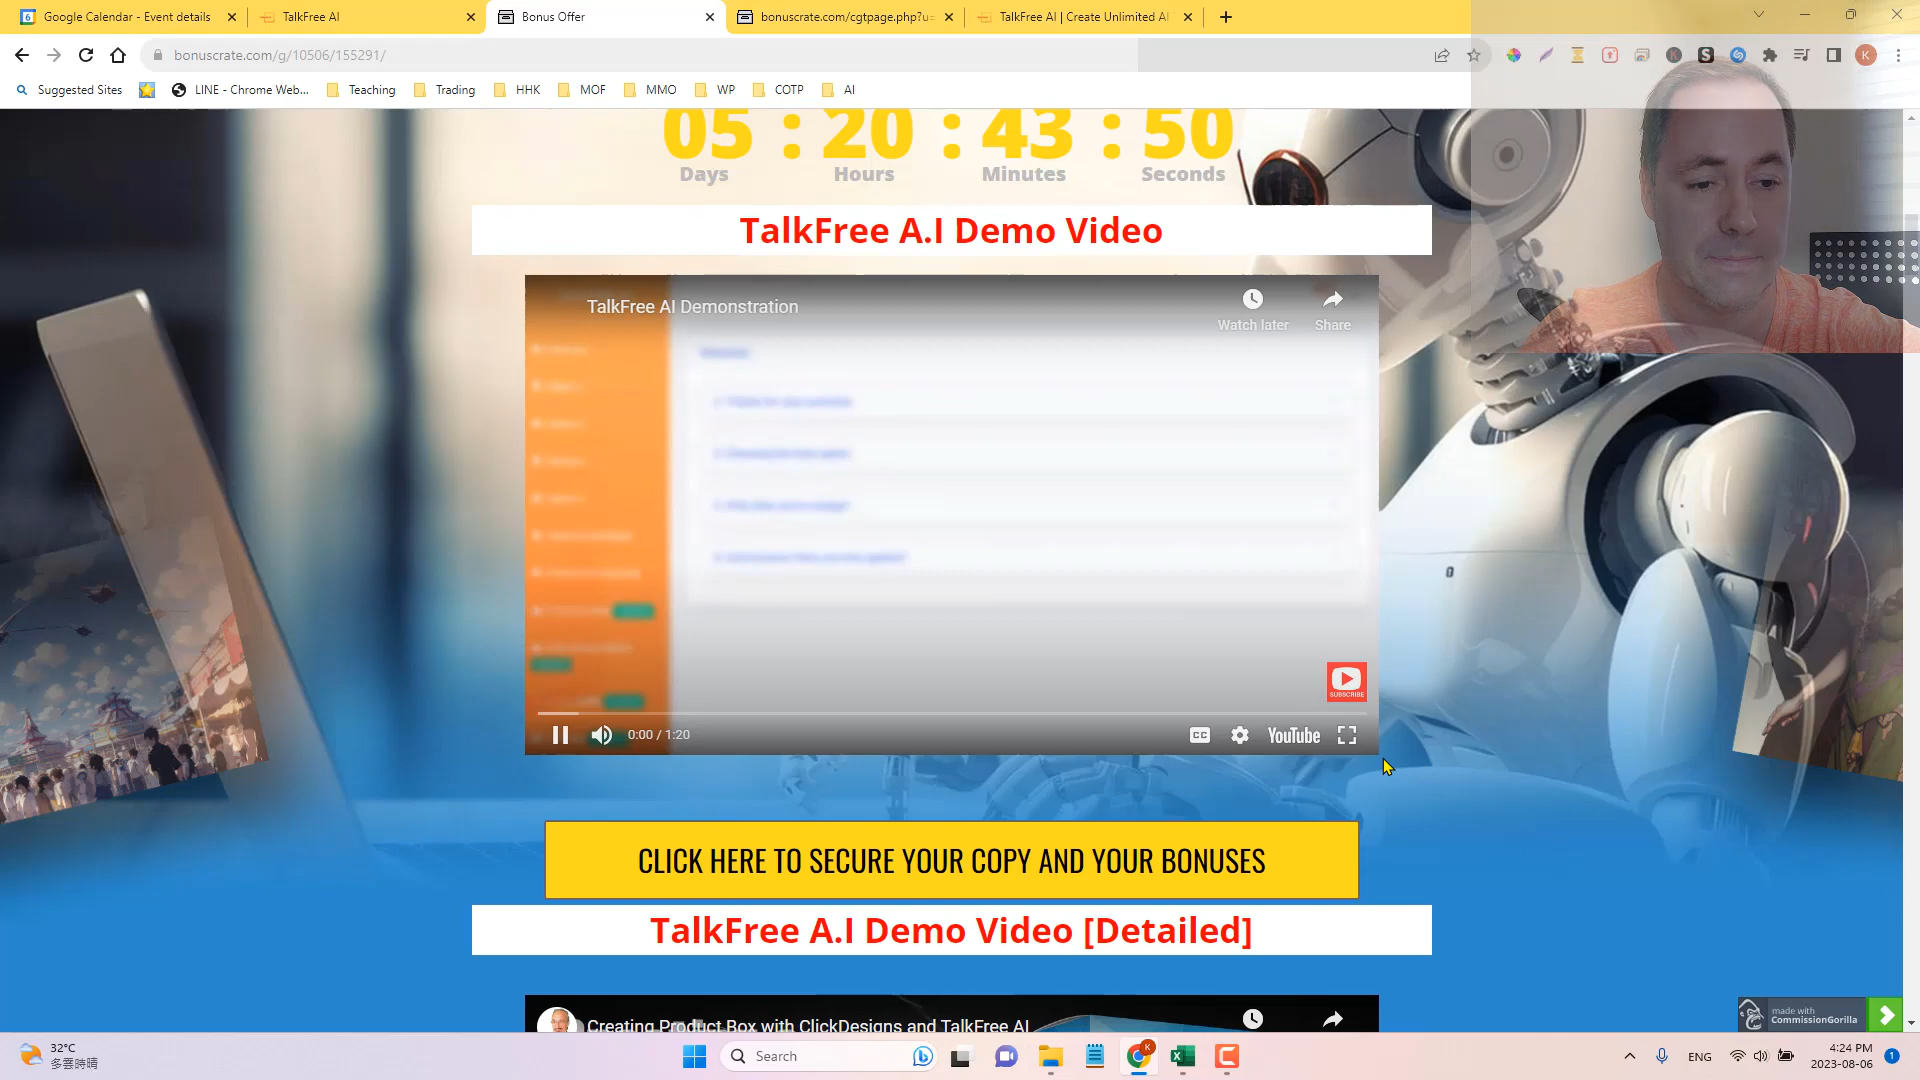 Google Calendar - Event details
TalkFree AI
Bonus Offer
bonuscrate.com/cgtpage.php?u=
TalkFree AI | Create Unlimited AI
bonuscrate.com/g/10506/155291/
Suggested Sites
LINE - Chrome Web...
Teaching
Trading
HHK
MOF
MMO
WP
COTP
AI
05 : 20 : 43 : 50
Days
Hours
Minutes
Seconds
TalkFree A.I Demo Video
TalkFree AI Demonstration
Watch later
Share
SUBSCRIBE
0:00 / 1:20
CC
YouTube
CLICK HERE TO SECURE YOUR COPY AND YOUR BONUSES
TalkFree A.I Demo Video [Detailed]
Creating Product Box with ClickDesigns and TalkFree AI
made with
CommissionGorilla
32°C
多雲時晴
Search
ENG
4:24 PM
2023-08-06
1